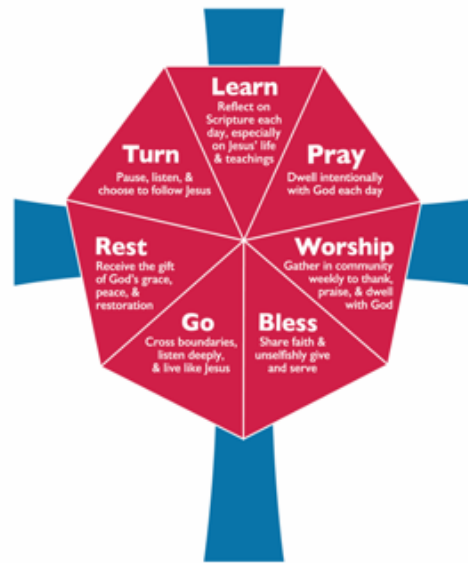 Learn
Reflect on
Scripture each
day, especially
on Jesus' life
& teachings
Turn
Pause, listen, &
choose to follow Jesus
Pray
Dwell intentionally
with God each day
Rest
Receive the gift
of God's grace,
peace, &
restoration
Worship
Gather in community
weekly to thank,
praise, & dwell
with God
Go
Cross boundaries,
listen deeply,
& live like Jesus
Bless
Share faith &
unselfishly give
and serve